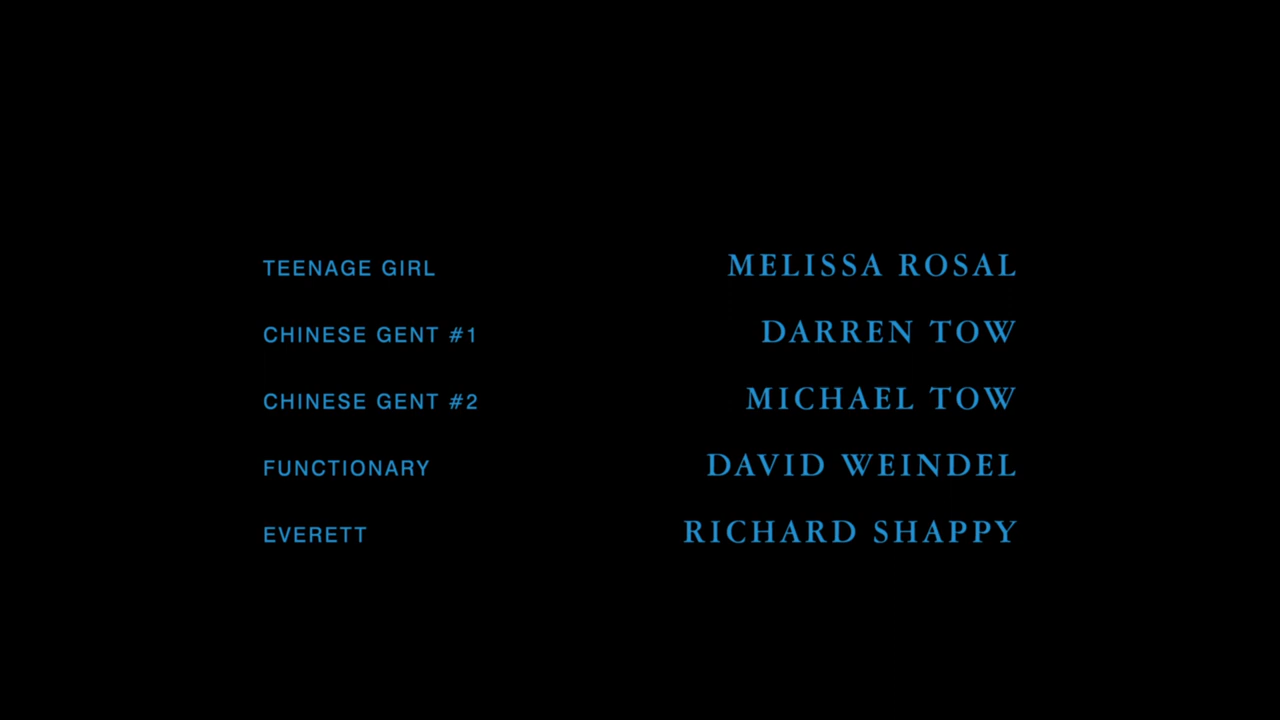 TEENAGE GIRL MELISSA ROSAL
CHINESE GENT #1 DARREN TOW
CHINESE GENT #2 MICHAEL TOW
FUNCTIONARY DAVID WEINDEL
EVERETT RICHARD SHAPPY